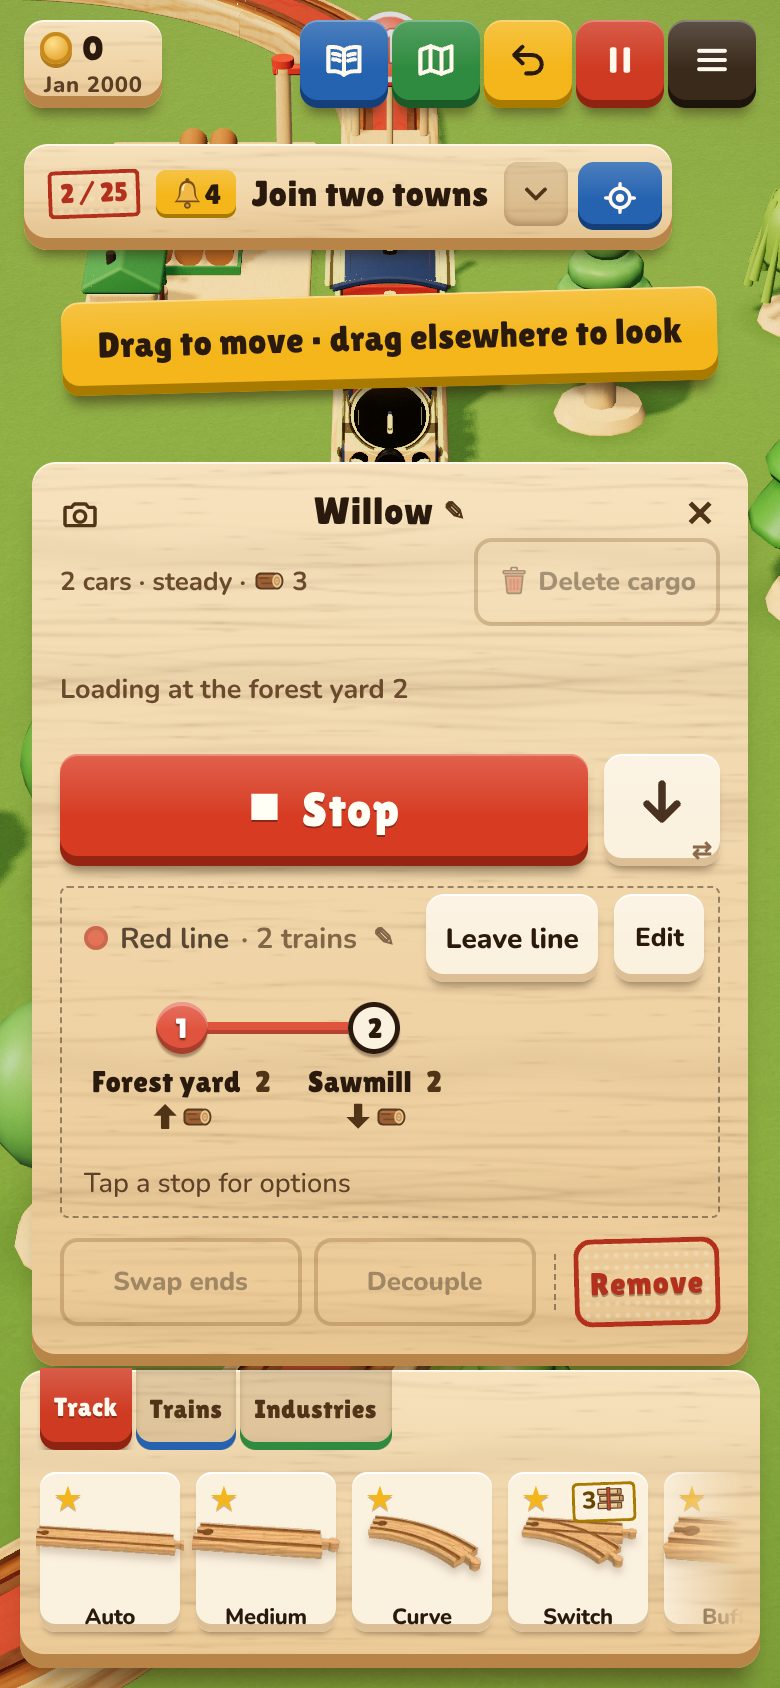 0
Jan 2000
2 / 25
4
Join two towns
Drag to move · drag elsewhere to look
Willow
2 cars · steady · 3
Delete cargo
Loading at the forest yard 2
Stop
Red line · 2 trains
Leave line
Edit
1
2
Forest yard 2
Sawmill 2
Tap a stop for options
Swap ends
Decouple
Remove
Track
Trains
Industries
3
Auto
Medium
Curve
Switch